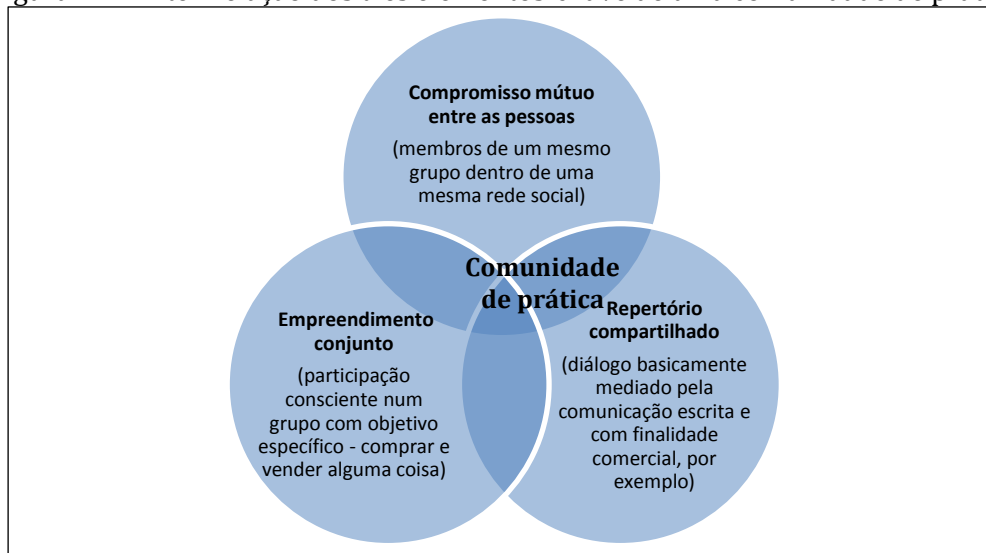 Compromisso mútuo
entre as pessoas
(membros de um mesmo
grupo dentro de uma
mesma rede social)
Comunidade
de prática
Empreendimento
conjunto
(participação
consciente num
grupo com objetivo
específico - comprar e
vender alguma coisa)
Repertório
compartilhado
(diálogo basicamente
mediado pela
comunicação escrita e
com finalidade
comercial, por
exemplo)